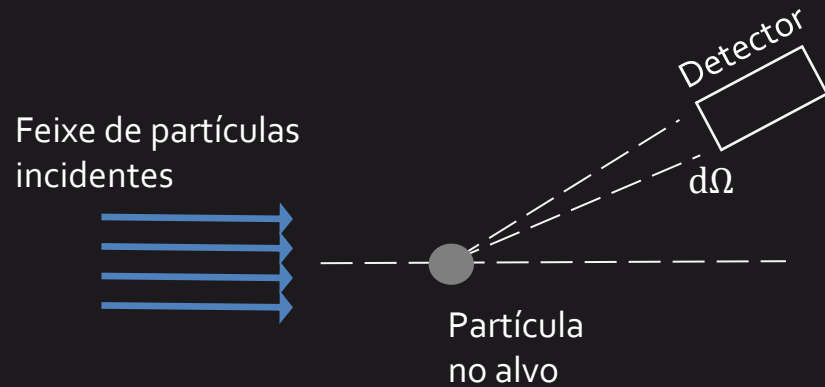 Detector
Feixe de partículas
incidentes
dΩ
Partícula
no alvo